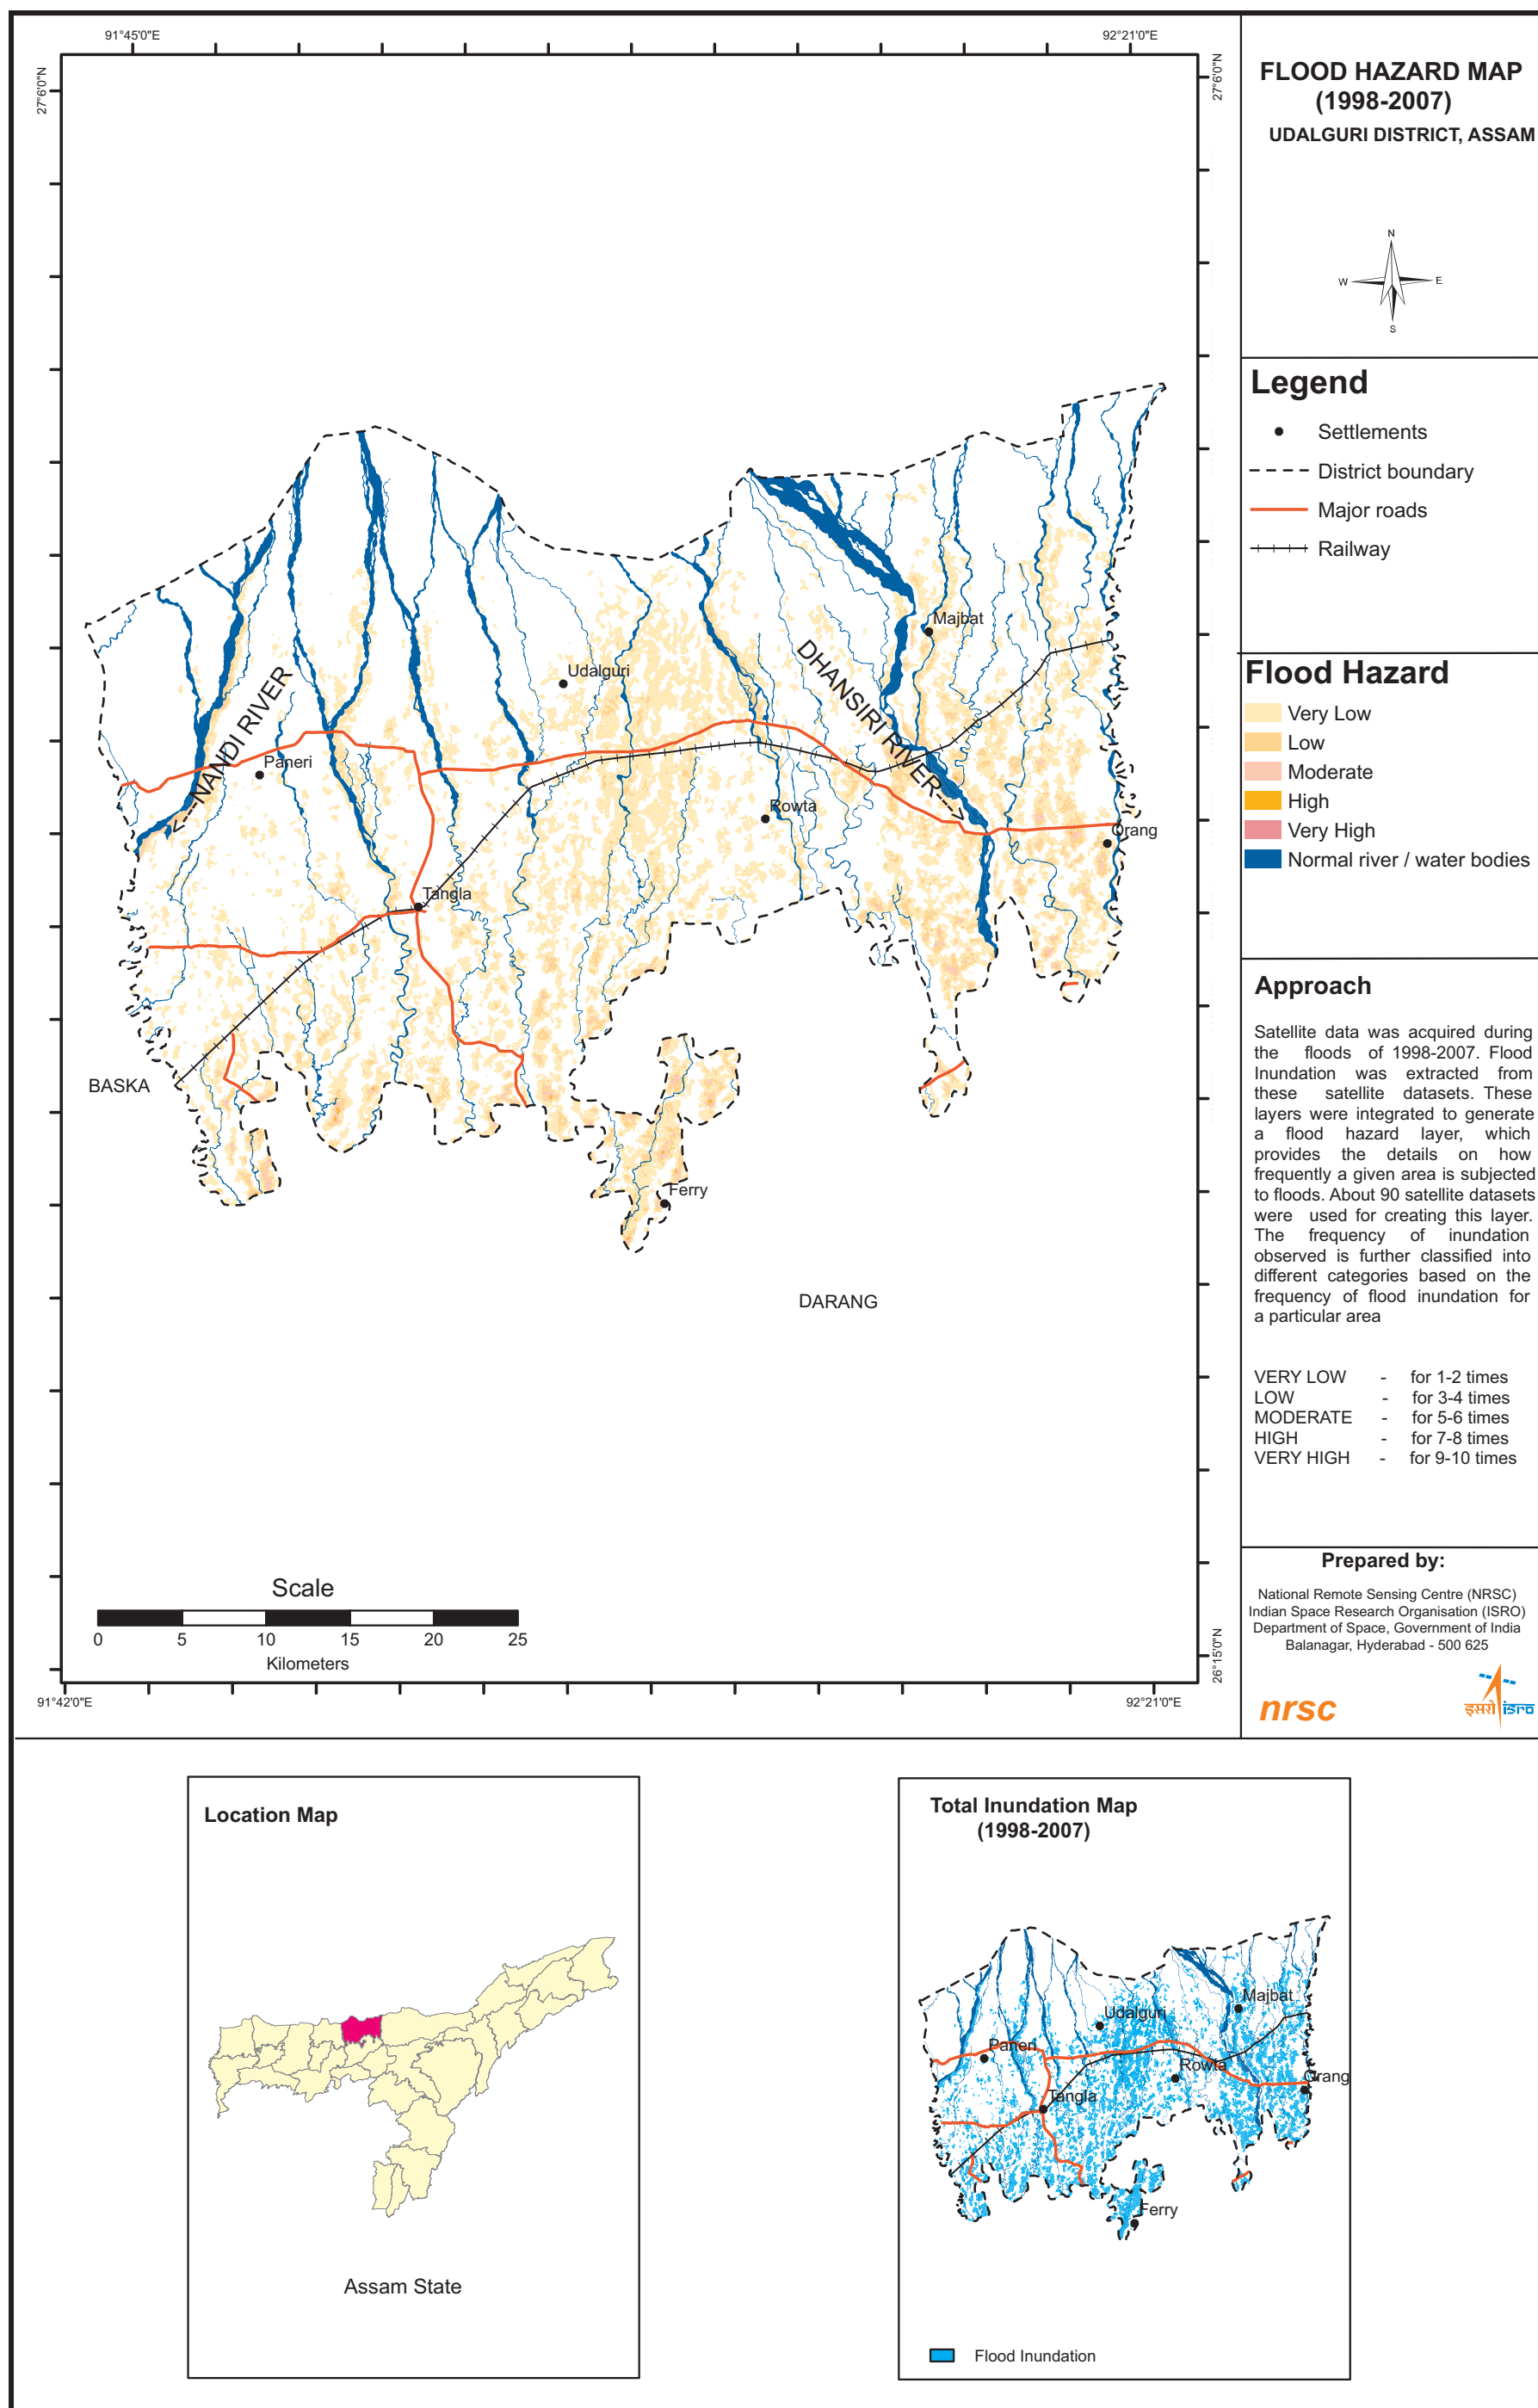 91°45'0"E
92°21'0"E
27°6'0"N
27°6'0"N
FLOOD HAZARD MAP
(1998-2007)
UDALGURI DISTRICT, ASSAM
N
W
E
S
Legend
Settlements
District boundary
Major roads
Railway
Flood Hazard
Very Low
Low
Moderate
High
Very High
Normal river / water bodies
Majbat
Udalguri
NANDI RIVER
DHANSIRI RIVER
Paneri
Rowta
Orang
Tangla
BASKA
Ferry
DARANG
Approach
Satellite data was acquired during
the floods of 1998-2007. Flood
Inundation was extracted from
these satellite datasets. These
layers were integrated to generate
a flood hazard layer, which
provides the details on how
frequently a given area is subjected
to floods. About 90 satellite datasets
were used for creating this layer.
The frequency of inundation
observed is further classified into
different categories based on the
frequency of flood inundation for
a particular area
VERY LOW - for 1-2 times
LOW - for 3-4 times
MODERATE - for 5-6 times
HIGH - for 7-8 times
VERY HIGH - for 9-10 times
Scale
0 5 10 15 20 25
Kilometers
26°15'0"N
91°42'0"E
92°21'0"E
Prepared by:
National Remote Sensing Centre (NRSC)
Indian Space Research Organisation (ISRO)
Department of Space, Government of India
Balanagar, Hyderabad - 500 625
nrsc
इसरो isro
Location Map
Assam State
Total Inundation Map
(1998-2007)
Majbat
Udalguri
Paneri
Rowta
Orang
Tangla
Ferry
Flood Inundation